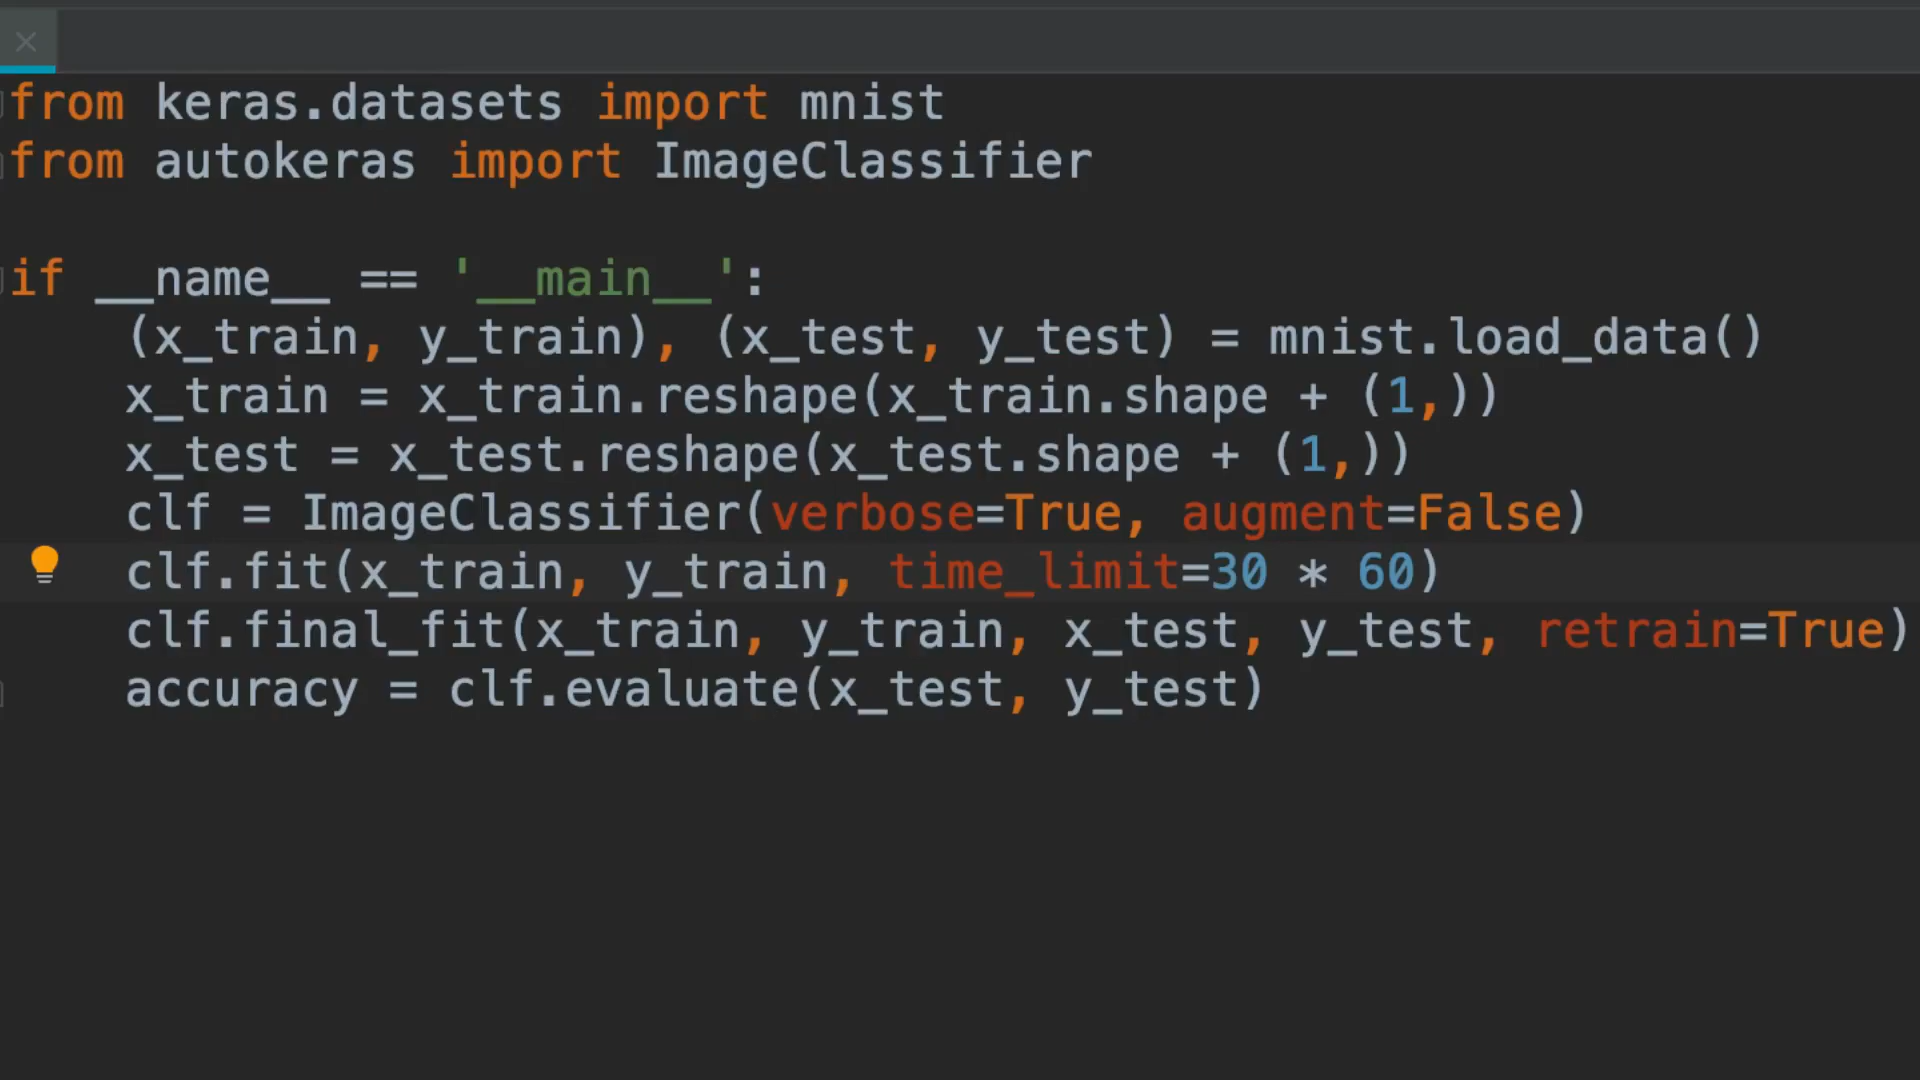 from keras.datasets import mnist
from autokeras import ImageClassifier
if __name__ == '__main__':
(x_train, y_train), (x_test, y_test) = mnist.load_data()
x_train = x_train.reshape(x_train.shape + (1,))
x_test = x_test.reshape(x_test.shape + (1,))
clf = ImageClassifier(verbose=True, augment=False)
clf.fit(x_train, y_train, time_limit=30 * 60)
clf.final_fit(x_train, y_train, x_test, y_test, retrain=True)
accuracy = clf.evaluate(x_test, y_test)